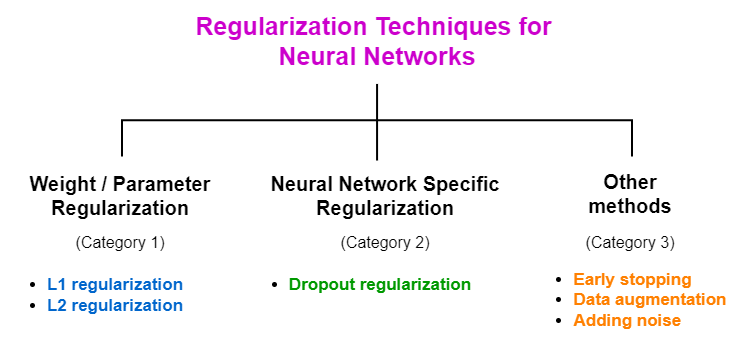 Regularization Techniques for
Neural Networks
Weight / Parameter
Regularization
(Category 1)
• L1 regularization
• L2 regularization
Neural Network Specific
Regularization
(Category 2)
• Dropout regularization
Other
methods
(Category 3)
• Early stopping
• Data augmentation
• Adding noise